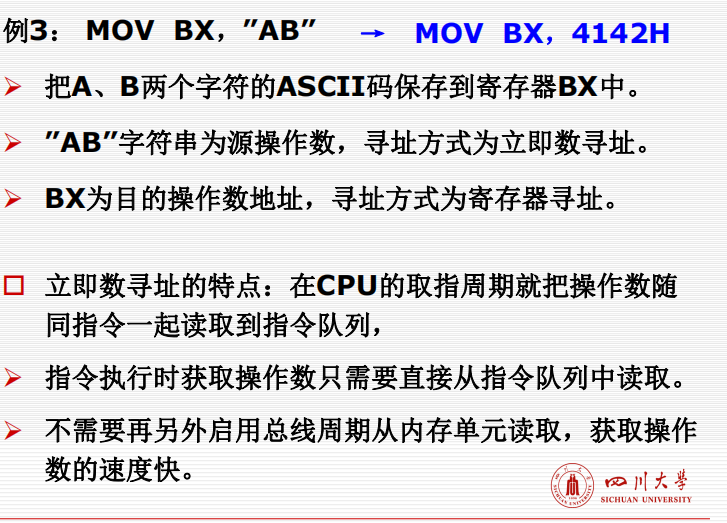 例3： MOV BX，”AB” → MOV BX，4142H
把A、B两个字符的ASCII码保存到寄存器BX中。
”AB”字符串为源操作数，寻址方式为立即数寻址。
BX为目的操作数地址，寻址方式为寄存器寻址。
立即数寻址的特点：在CPU的取指周期就把操作数随
同指令一起读取到指令队列，
指令执行时获取操作数只需要直接从指令队列中读取。
不需要再另外启用总线周期从内存单元读取，获取操作
数的速度快。
四川大学
SICHUAN UNIVERSITY